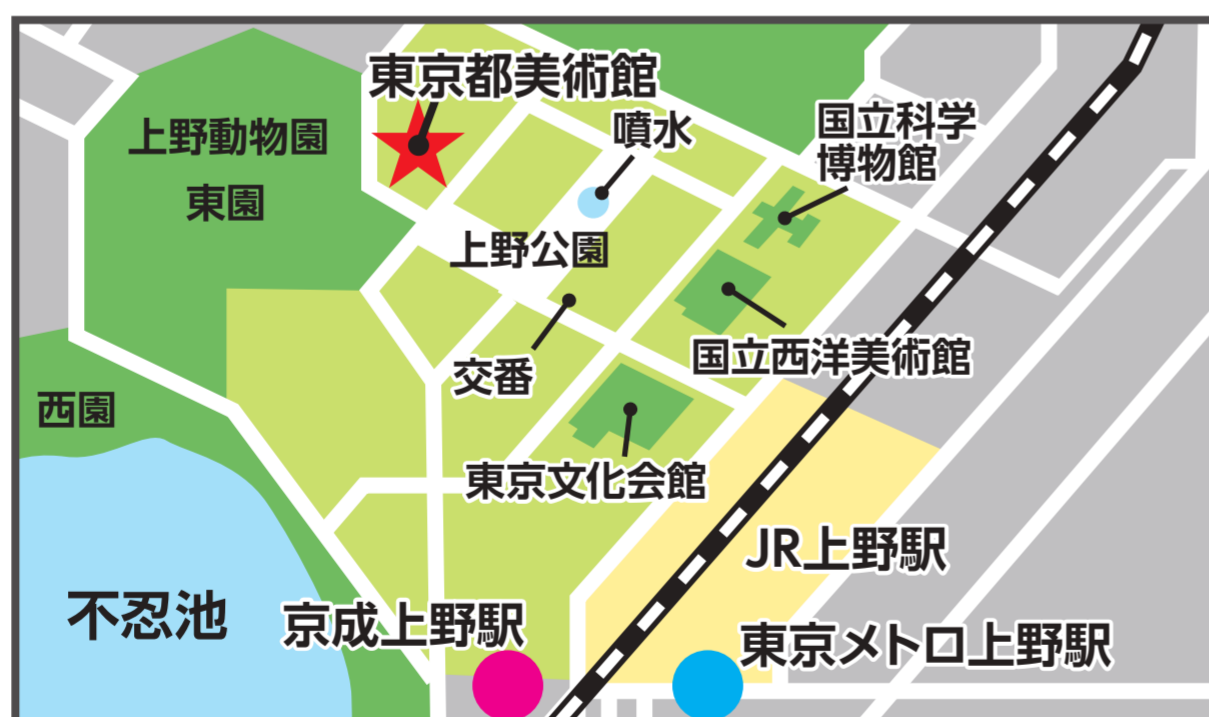 東京都美術館
噴水
国立科学
博物館
上野動物園
東園
上野公園
国立西洋美術館
交番
西園
東京文化会館
JR上野駅
不忍池
京成上野駅
東京メトロ上野駅